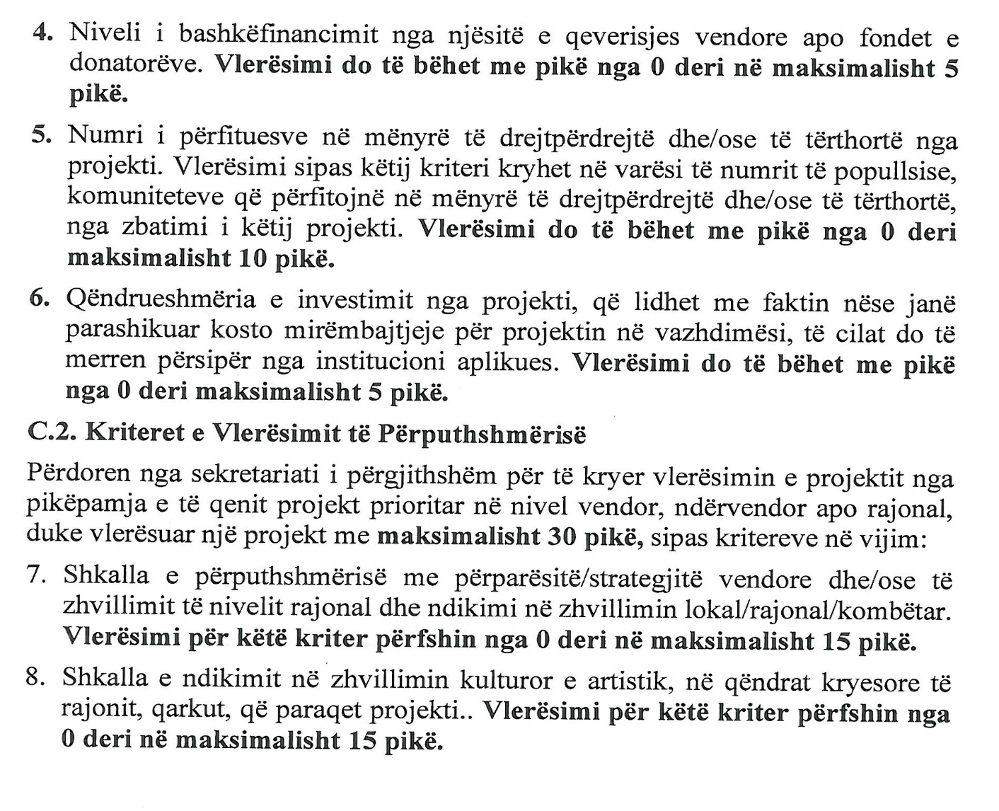 4. Niveli i bashkëfinancimit nga njësitë e qeverisjes vendore apo fondet e
donatorëve. Vlerësimi do të bëhet me pikë nga 0 deri në maksimalisht 5
pikë.
5. Numri i përfituesve në mënyrë të drejtpërdrejtë dhe/ose të tërthortë nga
projekti. Vlerësimi sipas këtij kriteri kryhet në varësi të numrit të popullsise,
komuniteteve që përfitojnë në mënyrë të drejtpërdrejtë dhe/ose të tërthortë,
nga zbatimi i këtij projekti. Vlerësimi do të bëhet me pikë nga 0 deri
maksimalisht 10 pikë.
6. Qëndrueshmëria e investimit nga projekti, që lidhet me faktin nëse janë
parashikuar kosto mirëmbajtjeje për projektin në vazhdimësi, të cilat do të
merren përsipër nga institucioni aplikues. Vlerësimi do të bëhet me pikë
nga 0 deri maksimalisht 5 pikë.
C.2. Kriteret e Vlerësimit të Përputhshmërisë
Përdoren nga sekretariati i përgjithshëm për të kryer vlerësimin e projektit nga
pikëpamja e të qenit projekt prioritar në nivel vendor, ndërvendor apo rajonal,
duke vlerësuar një projekt me maksimalisht 30 pikë, sipas kritereve në vijim:
7. Shkalla e përputhshmërisë me përparësitë/strategjitë vendore dhe/ose të
zhvillimit të nivelit rajonal dhe ndikimi në zhvillimin lokal/rajonal/kombëtar.
Vlerësimi për këtë kriter përfshin nga 0 deri në maksimalisht 15 pikë.
8. Shkalla e ndikimit në zhvillimin kulturor e artistik, në qëndrat kryesore të
rajonit, qarkut, që paraqet projekti.. Vlerësimi për këtë kriter përfshin nga
0 deri në maksimalisht 15 pikë.